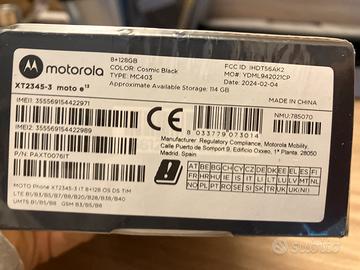 motorola
8+128GB
COLOR: Cosmic Black
TYPE: MC403
Approximate Available Storage: 114 GB
FCC ID: IHDT56AK2
MO#: YDML942021CP
2024-02-04
XT2345-3 moto e¹³
MADE IN CHINA
IMEI1: 355569154422971
IMEI2: 355569154422989
P/N: PAXT0076IT
8 033779 073014
NMU: 785070
Manufacturer:
Regulatory Compliance, Motorola Mobility
Calle Puerto de Somport 9, Edificio Oxxeo, 1ª Planta. 28050
Madrid. Spain
AT BE BG CH CY CZ DE DK EE EL ES FI
FR HR HU IE IS IT LI LT LU LV MT NL
NO PL PT RO SE SI SK
MOTO Phone XT2345-3 IT 8+128 OS DS TIM
LTE B1/B3/B5/B7/B8/B20/B28/B38/B40
UMTS B1/B5/B8 GSM B3/B5/B8
Subito